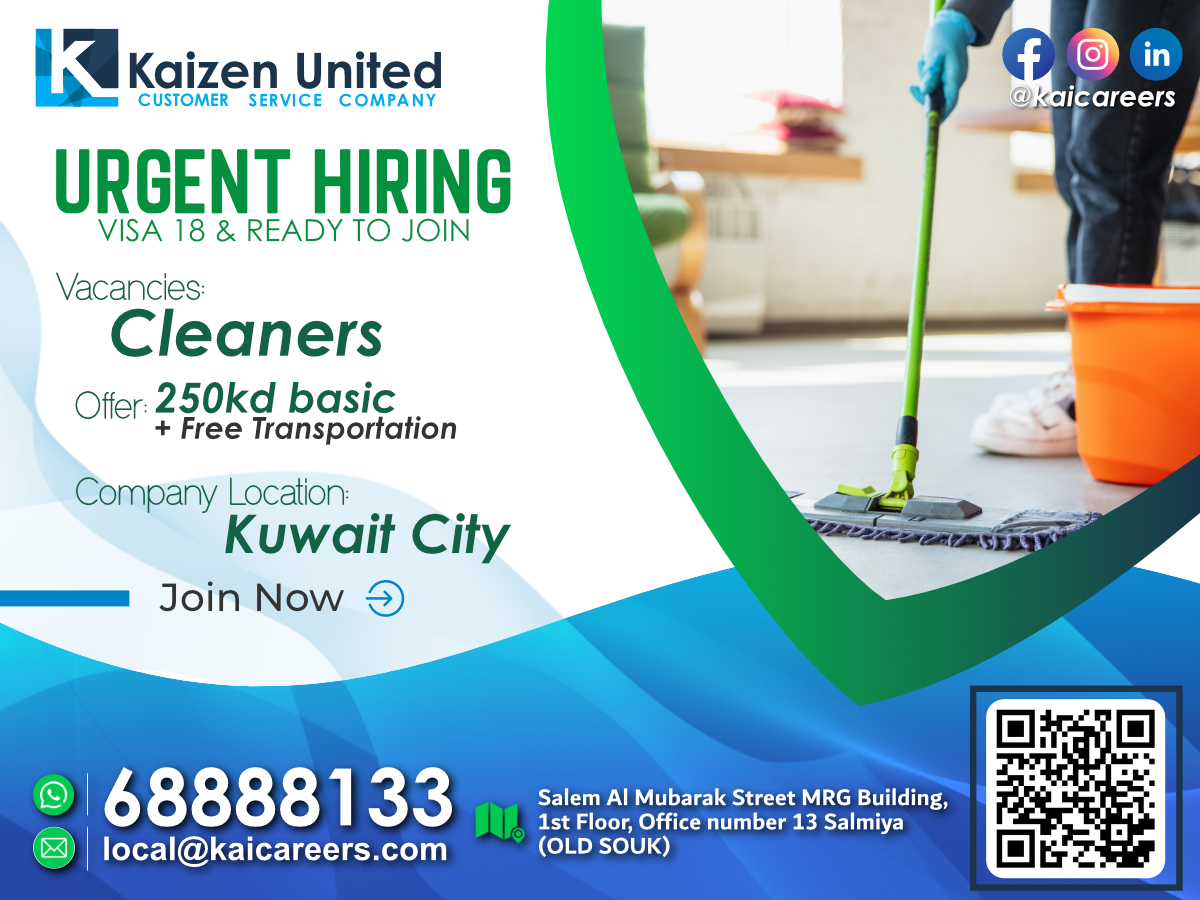 K
Kaizen United
CUSTOMER SERVICE COMPANY
@kaicareers
URGENT HIRING
VISA 18 & READY TO JOIN
Vacancies:
Cleaners
Offer: 250kd basic
+ Free Transportation
Company Location:
Kuwait City
Join Now
68888133
local@kaicareers.com
Salem Al Mubarak Street MRG Building,
1st Floor, Office number 13 Salmiya
(OLD SOUK)